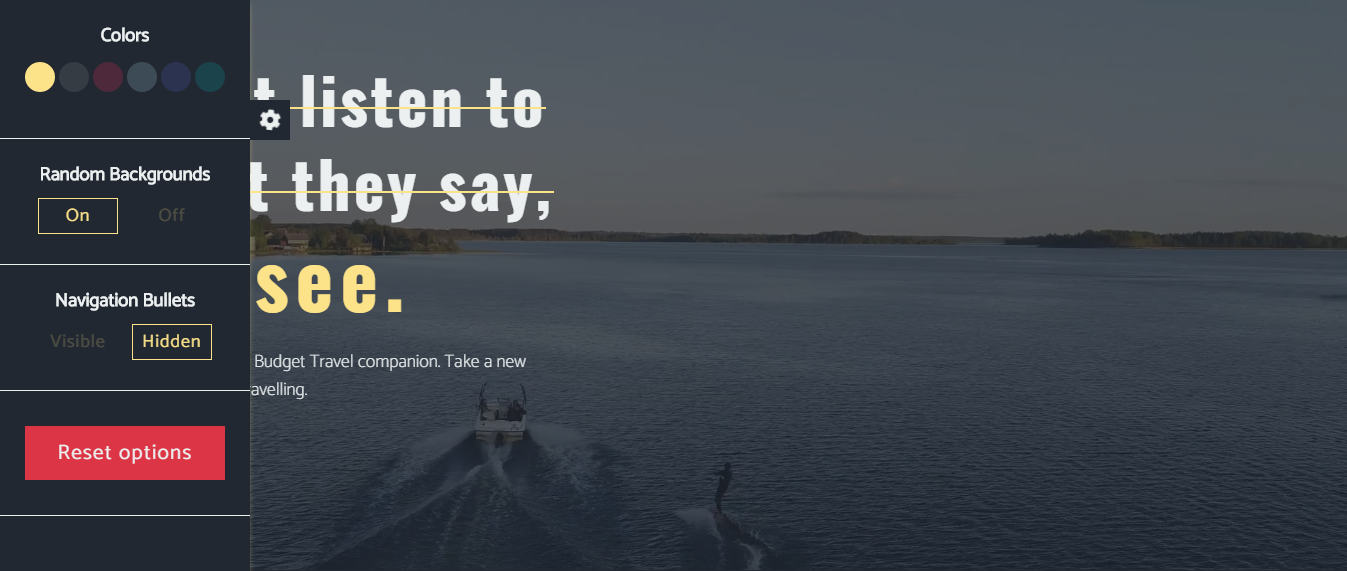 Colors
Random Backgrounds
On Off
Navigation Bullets
Visible Hidden
Reset options
t listen to
t they say,
see.
Budget Travel companion. Take a new
avelling.